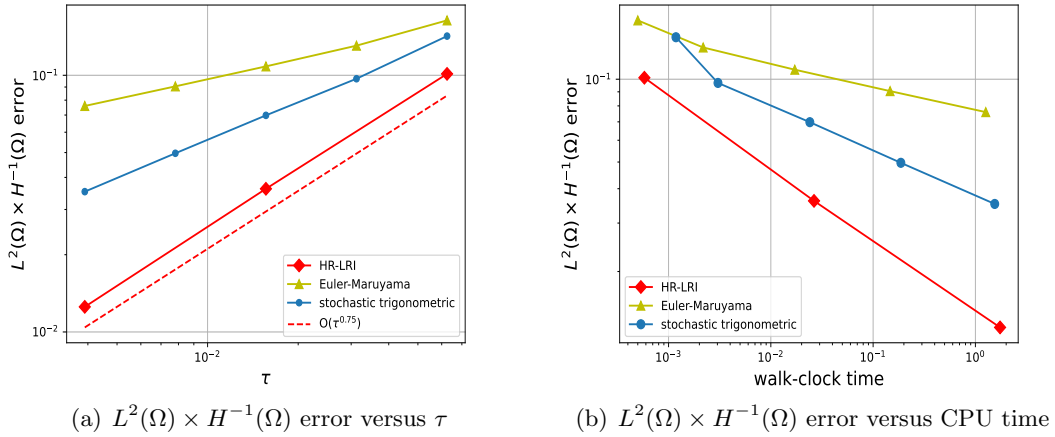 10⁻¹
10⁻²
L²(Ω) × H⁻¹(Ω) error
10⁻²
τ
HR-LRI
Euler-Maruyama
stochastic trigonometric
O(τ^0.75)
10⁻¹
L²(Ω) × H⁻¹(Ω) error
10⁻³ 10⁻² 10⁻¹ 10⁰
walk-clock time
HR-LRI
Euler-Maruyama
stochastic trigonometric
(a) L²(Ω) × H⁻¹(Ω) error versus τ
(b) L²(Ω) × H⁻¹(Ω) error versus CPU time